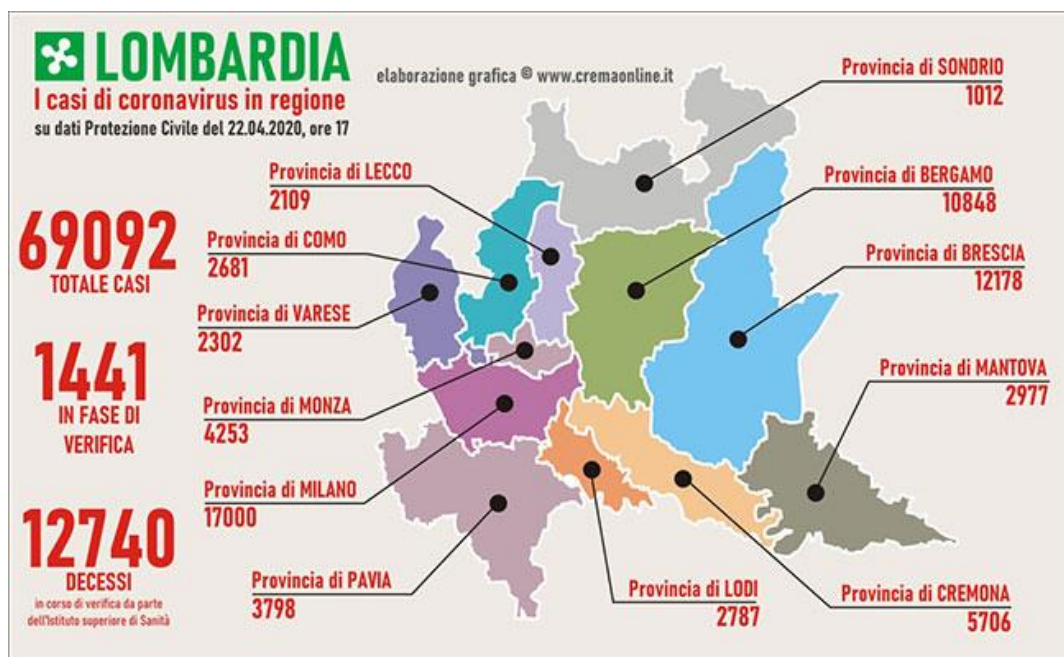 LOMBARDIA
I casi di coronavirus in regione
su dati Protezione Civile del 22.04.2020, ore 17
elaborazione grafica © www.cremaonline.it
69092
TOTALE CASI
1441
IN FASE DI
VERIFICA
12740
DECESSI
in corso di verifica da parte
dell'Istituto superiore di Sanità
Provincia di LECCO
2109
Provincia di COMO
2681
Provincia di VARESE
2302
Provincia di MONZA
4253
Provincia di MILANO
17000
Provincia di PAVIA
3798
Provincia di SONDRIO
1012
Provincia di BERGAMO
10848
Provincia di BRESCIA
12178
Provincia di MANTOVA
2977
Provincia di LODI
2787
Provincia di CREMONA
5706